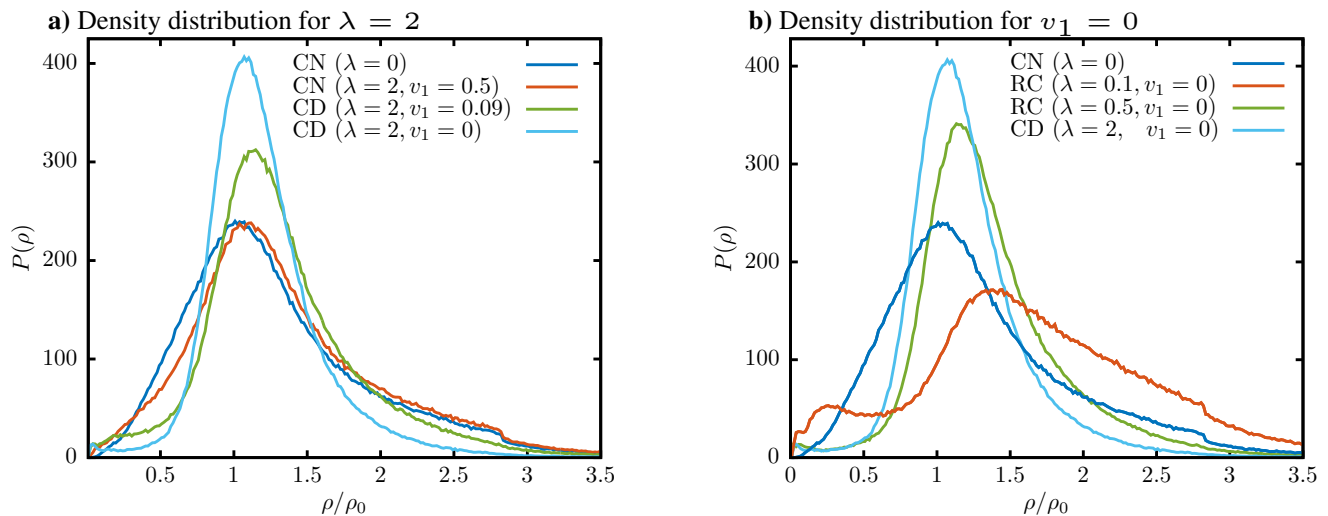 a) Density distribution for λ = 2
400
300
200
100
0
P(ρ)
CN (λ = 0)
CN (λ = 2, v₁ = 0.5)
CD (λ = 2, v₁ = 0.09)
CD (λ = 2, v₁ = 0)
0.5 1 1.5 2 2.5 3 3.5
ρ/ρ₀
b) Density distribution for v₁ = 0
400
300
200
100
0
P(ρ)
CN (λ = 0)
RC (λ = 0.1, v₁ = 0)
RC (λ = 0.5, v₁ = 0)
CD (λ = 2, v₁ = 0)
0 0.5 1 1.5 2 2.5 3 3.5
ρ/ρ₀